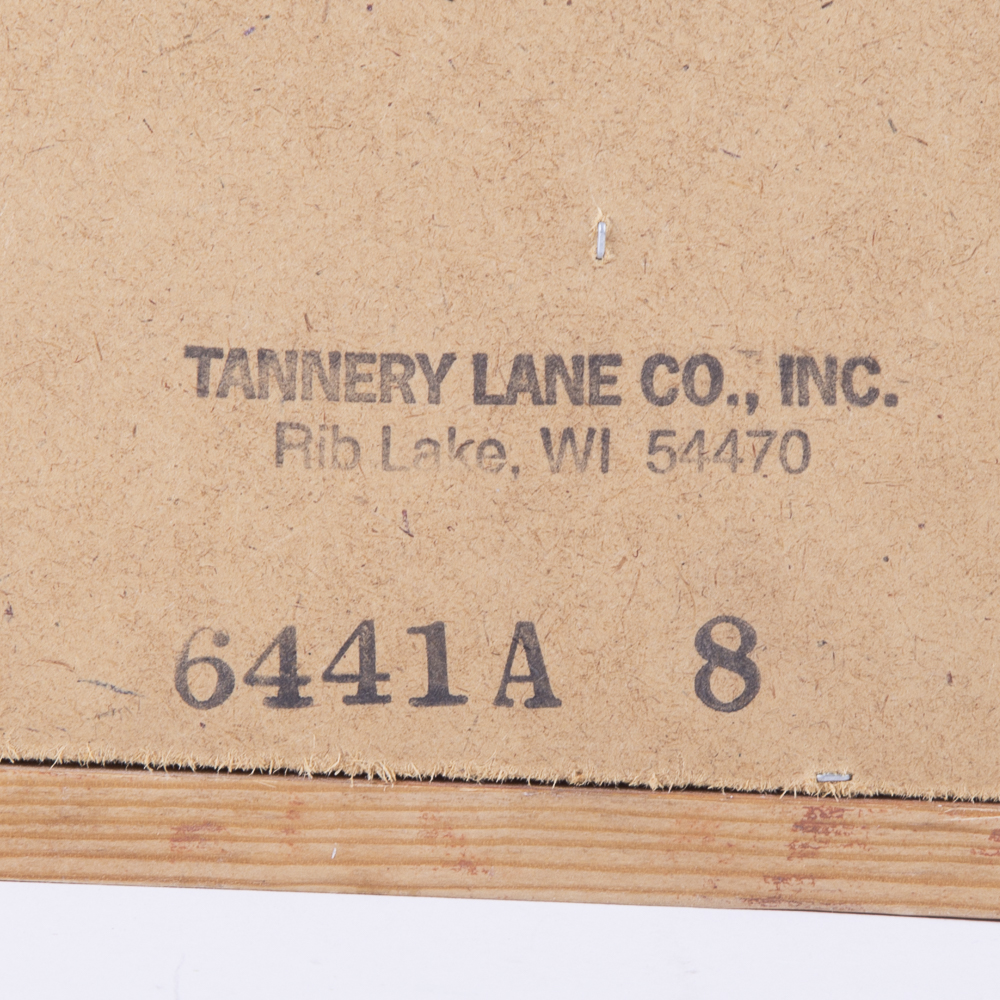 TANNERY LANE CO., INC.
Rib Lake, WI 54470
6441A 8